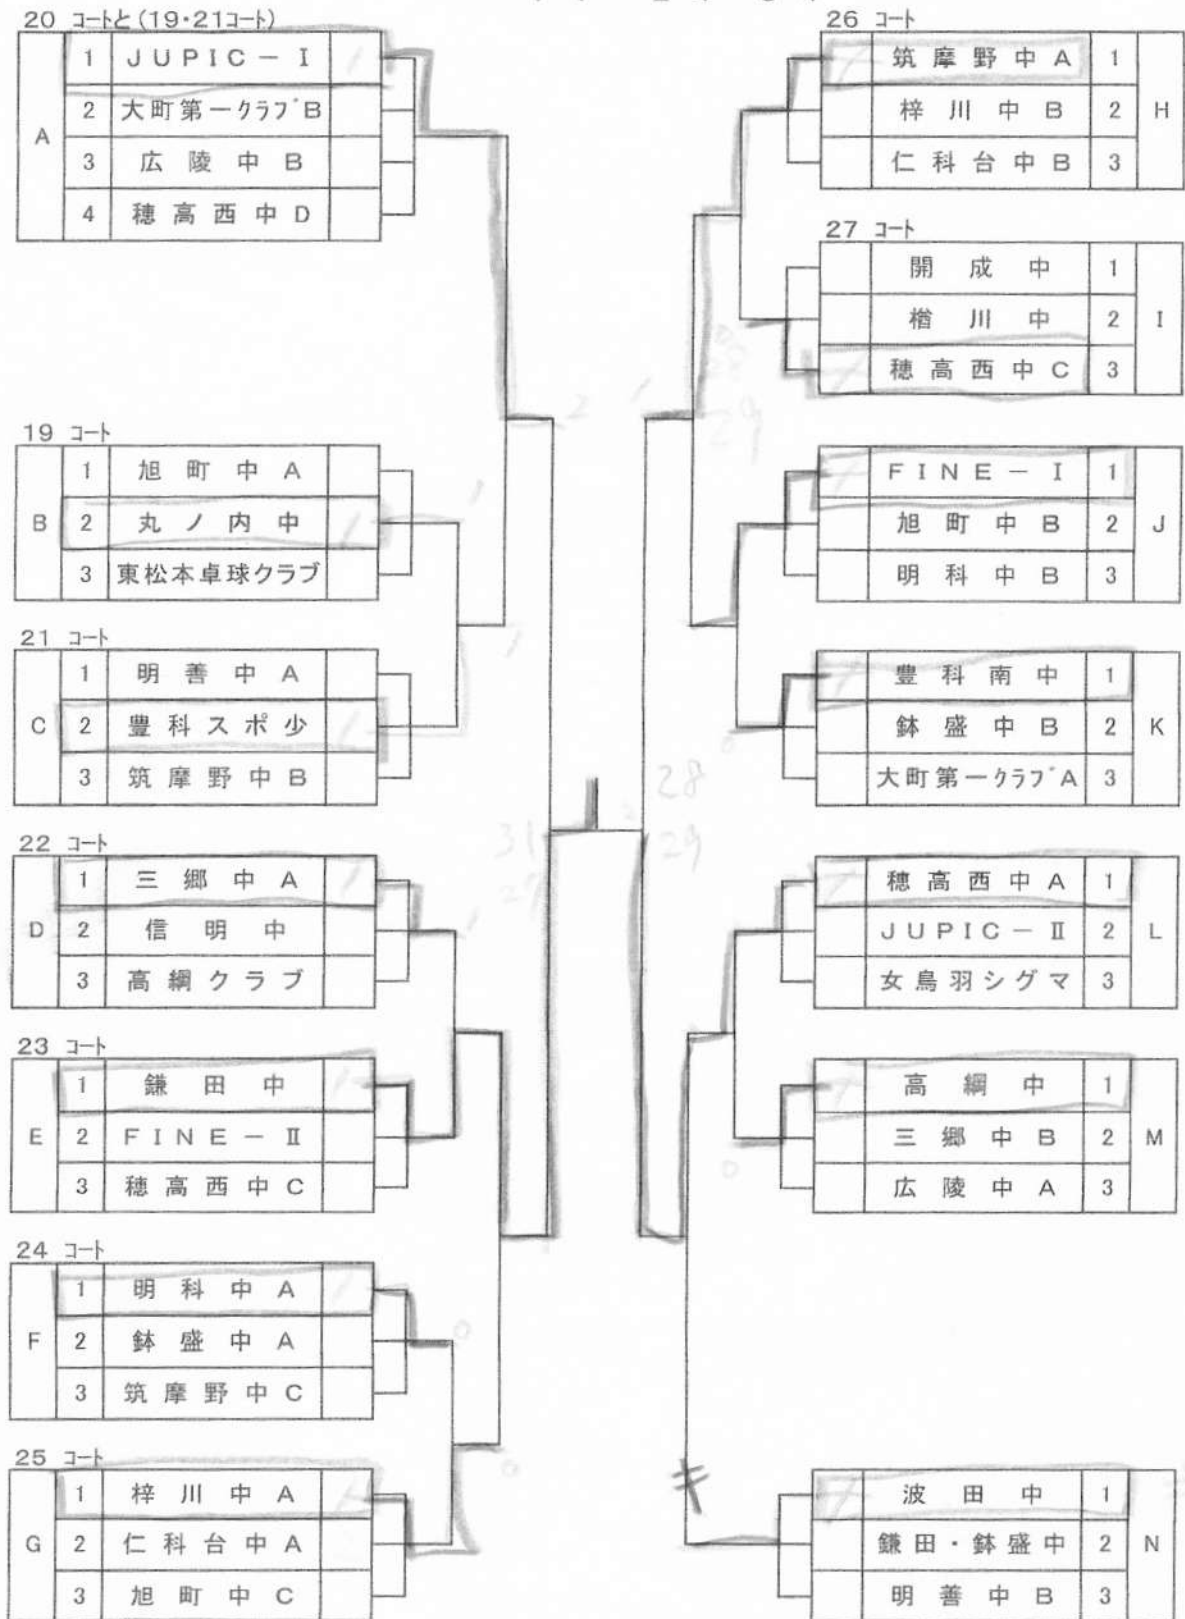 20 コートと(19・21コート)
A
1 JUPIC-Ⅰ
2 大町第一クラブB
3 広陵中B
4 穂高西中D
19 コート
B
1 旭町中A
2 丸ノ内中
3 東松本卓球クラブ
21 コート
C
1 明善中A
2 豊科スポ少
3 筑摩野中B
22 コート
D
1 三郷中A
2 信明中
3 高綱クラブ
23 コート
E
1 鎌田中
2 FINE-Ⅱ
3 穂高西中C
24 コート
F
1 明科中A
2 鉢盛中A
3 筑摩野中C
25 コート
G
1 梓川中A
2 仁科台中A
3 旭町中C
26 コート
筑摩野中A 1
梓川中B 2
仁科台中B 3
H
27 コート
開成中 1
楢川中 2
穂高西中C 3
I
FINE-Ⅰ 1
旭町中B 2
明科中B 3
J
豊科南中 1
鉢盛中B 2
大町第一クラブA 3
K
穂高西中A 1
JUPIC-Ⅱ 2
女鳥羽シグマ 3
L
高綱中 1
三郷中B 2
広陵中A 3
M
波田中 1
鎌田・鉢盛中 2
明善中B 3
N
2
1
29
28
29
31
キ